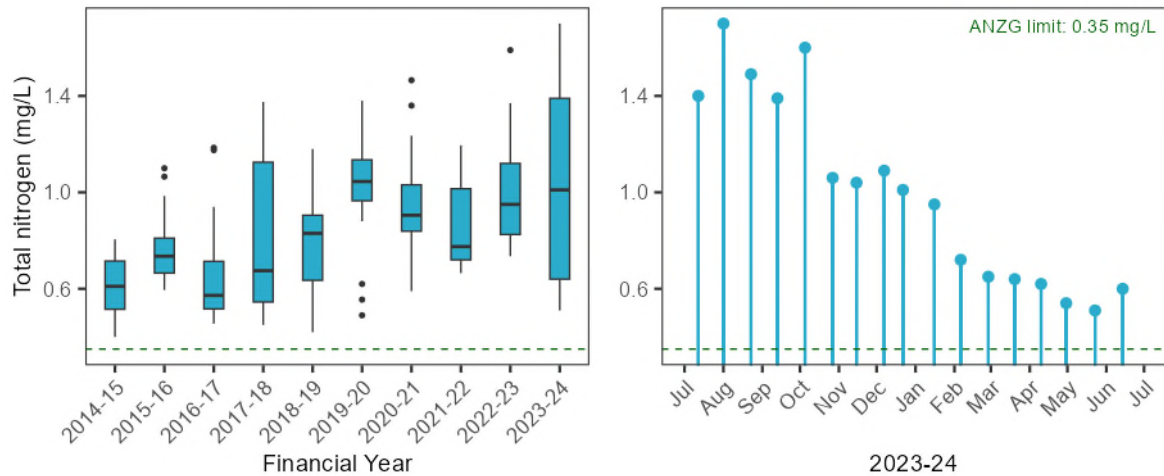 Total nitrogen (mg/L)
1.4
1.0
0.6
2014-15
2015-16
2016-17
2017-18
2018-19
2019-20
2020-21
2021-22
2022-23
2023-24
Financial Year
ANZG limit: 0.35 mg/L
1.4
1.0
0.6
Jul
Aug
Sep
Oct
Nov
Dec
Jan
Feb
Mar
Apr
May
Jun
Jul
2023-24